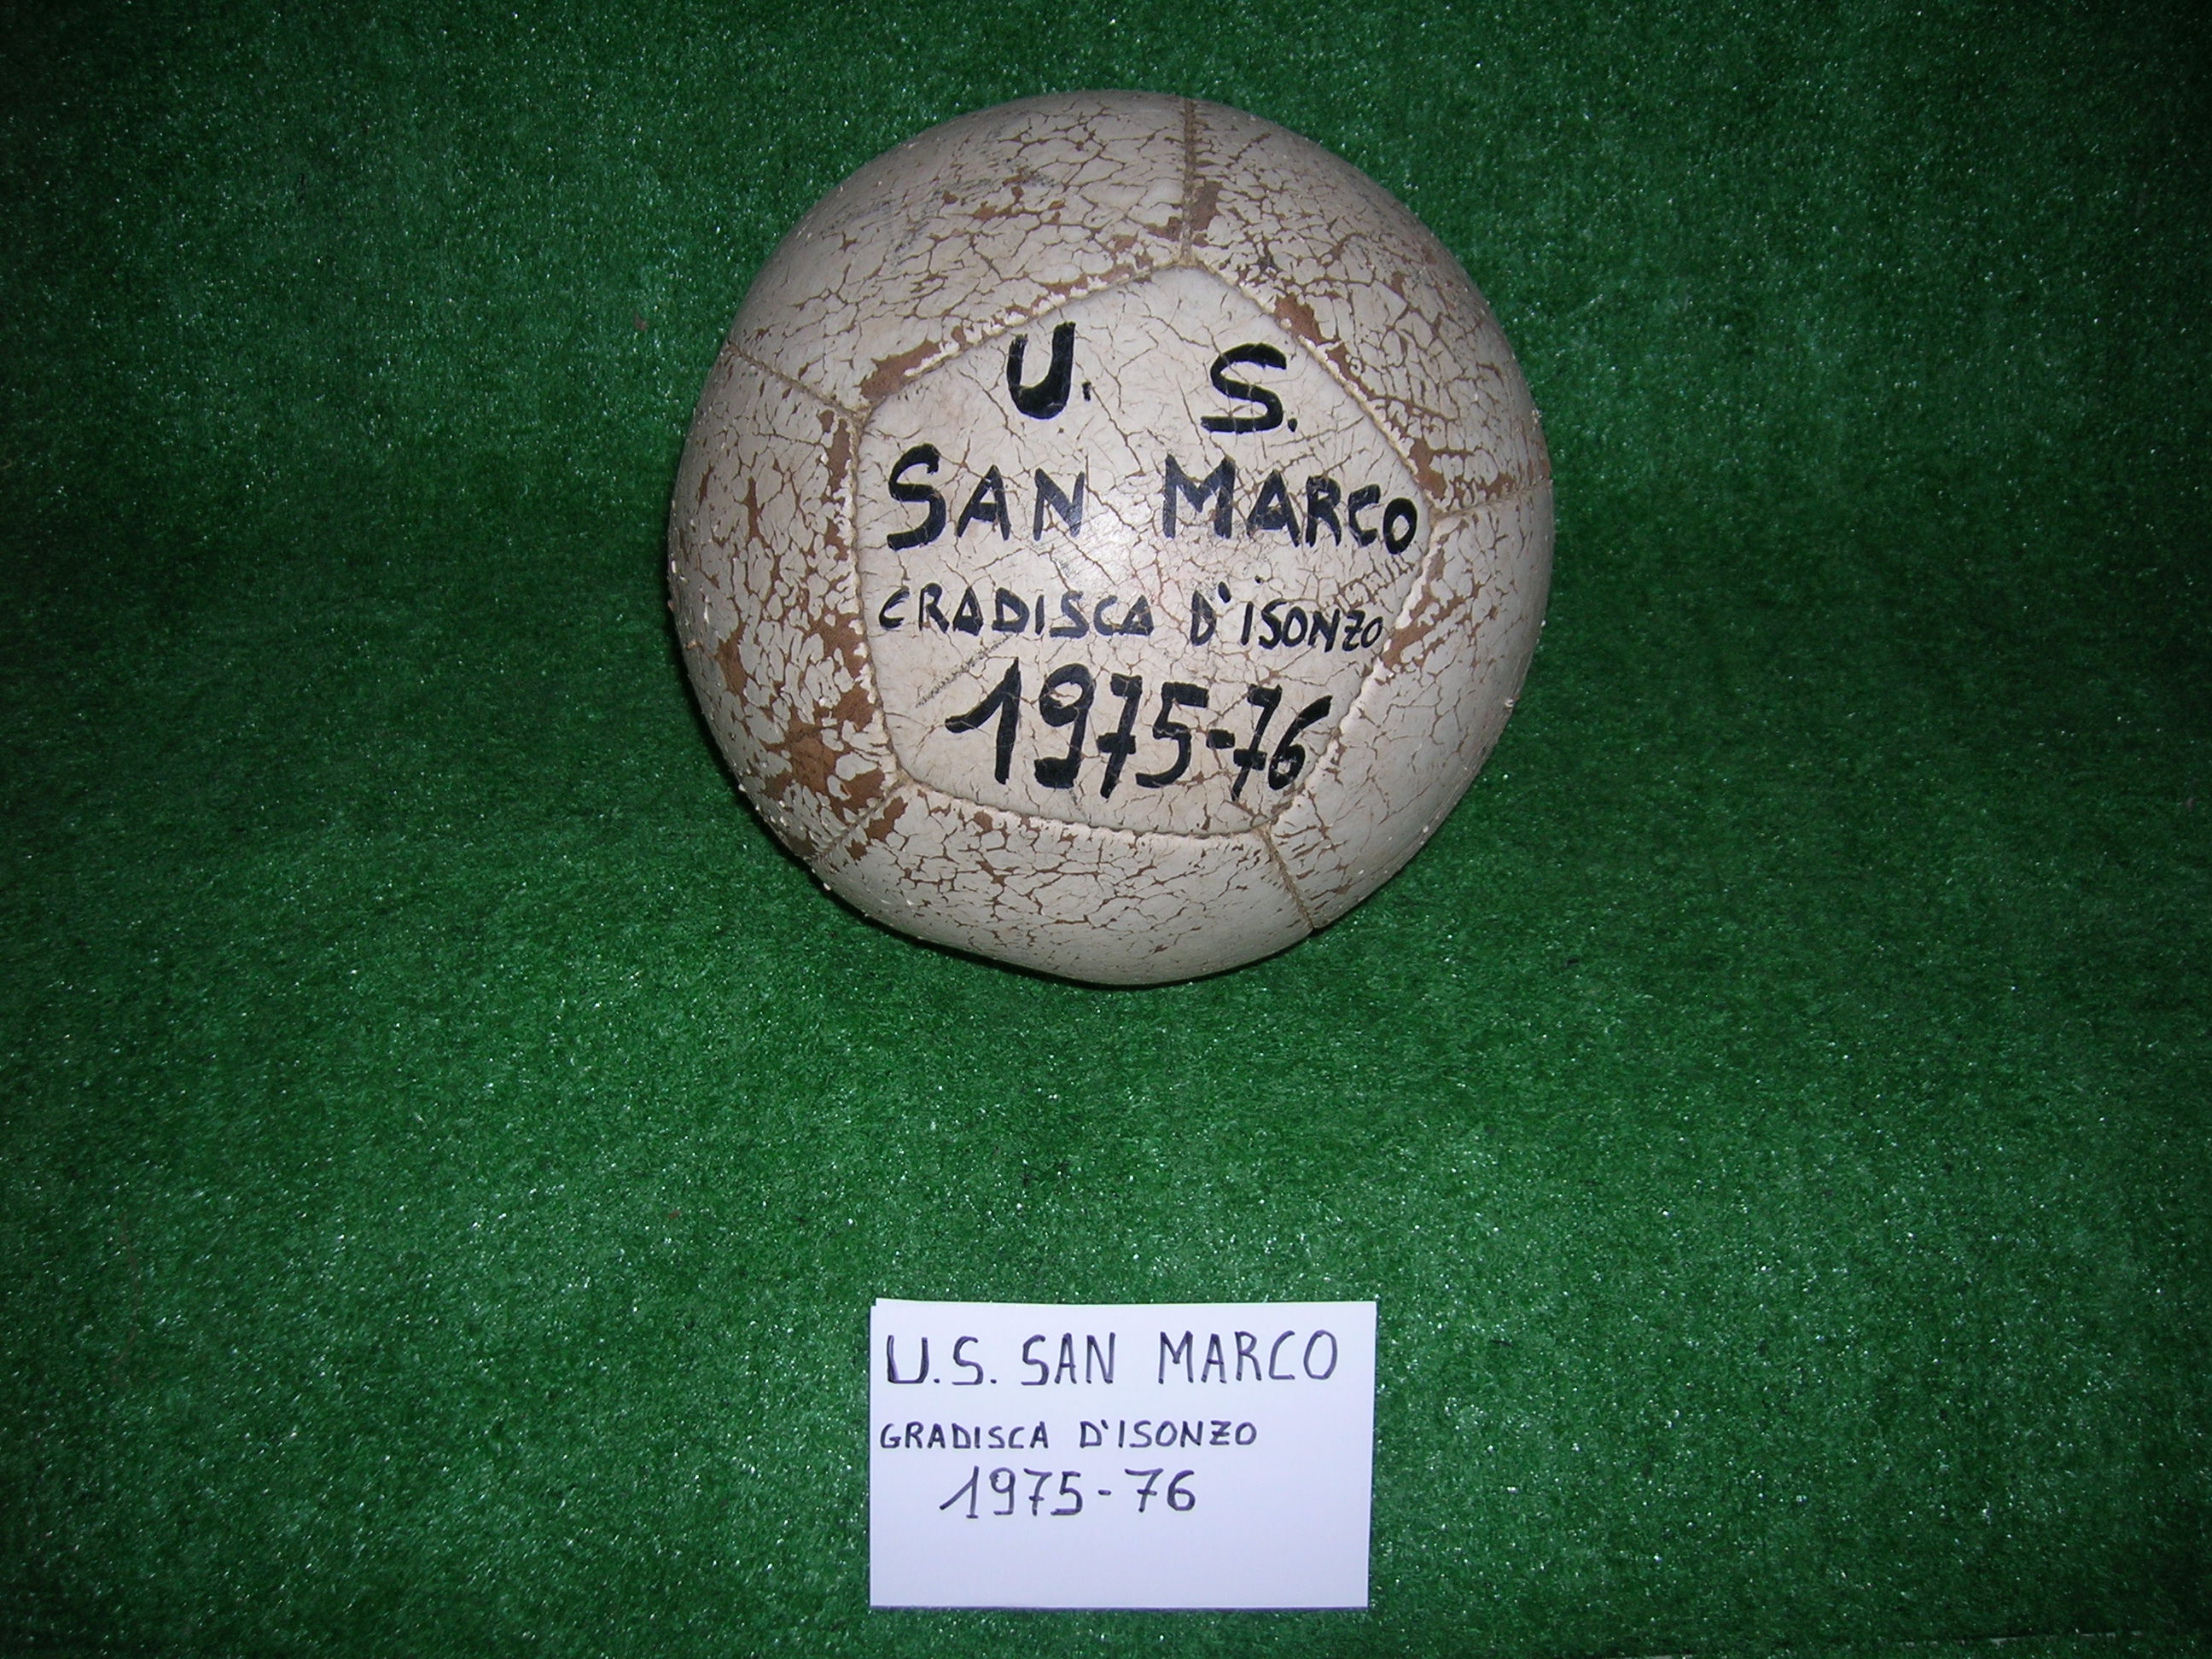 U. S.
SAN MARCO
GRADISCA D'ISONZO
1975-76
U.S. SAN MARCO
GRADISCA D'ISONZO
1975-76